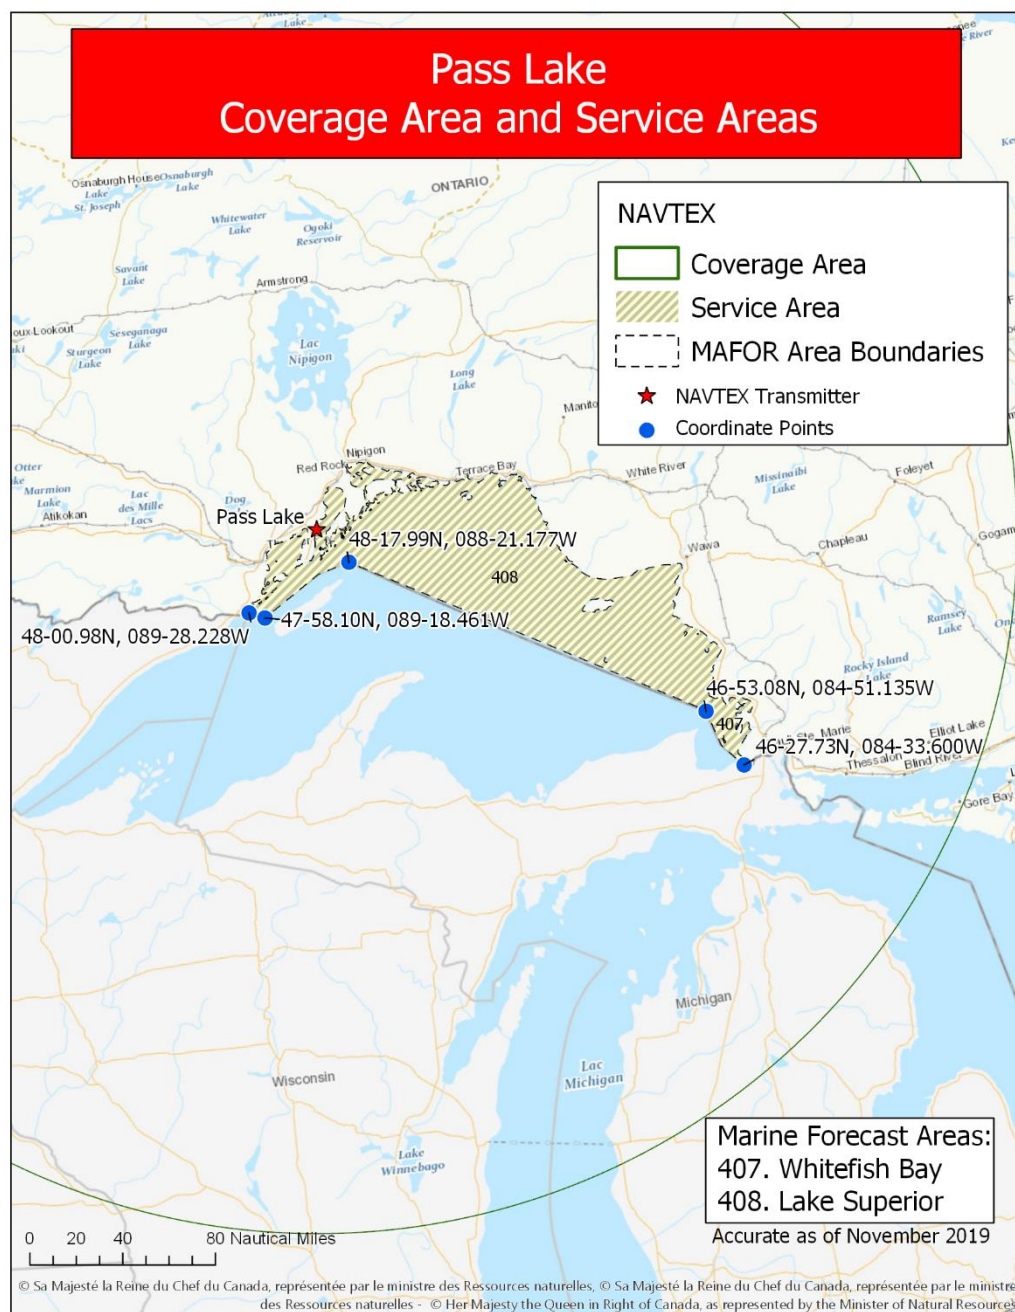 Pass Lake
Coverage Area and Service Areas
NAVTEX
Coverage Area
Service Area
MAFOR Area Boundaries
NAVTEX Transmitter
Coordinate Points
River
Osnaburgh House
Osnaburgh
Lake
Lake
St. Joseph
ONTARIO
Whitewater
Lake
Ogoki
Reservoir
Savant
Lake
Armstrong
oux-Lookout
Seseganaga
Lake
Sturgeon
Lake
Lac
Nipigon
Long
Lake
Manito
Nipigon
Red Rock
Terrace Bay
White River
Missinaibi
Lake
Foleyet
Otter
Marmion
Lake
Lac
des Mille
Lacs
Dog
Atikokan
Pass Lake
48-17.99N, 088-21.177W
Wawa
Chapleau
Gogam
408
48-00.98N, 089-28.228W
47-58.10N, 089-18.461W
Ramsey
Lake
Rocky Island
Lake
46-53.08N, 084-51.135W
407
Ste. Marie
46-27.73N, 084-33.600W
Elliot Lake
Thessalon
Blind River
Gore Bay
Michigan
Wisconsin
Lac
Michigan
Lake
Winnebago
Marine Forecast Areas:
407. Whitefish Bay
408. Lake Superior
Accurate as of November 2019
0 20 40 80 Nautical Miles
© Sa Majesté la Reine du Chef du Canada, représentée par le ministre des Ressources naturelles, © Sa Majesté la Reine du Chef du Canada, représentée par le ministre
des Ressources naturelles - © Her Majesty the Queen in Right of Canada, as represented by the Minister of Natural Resources